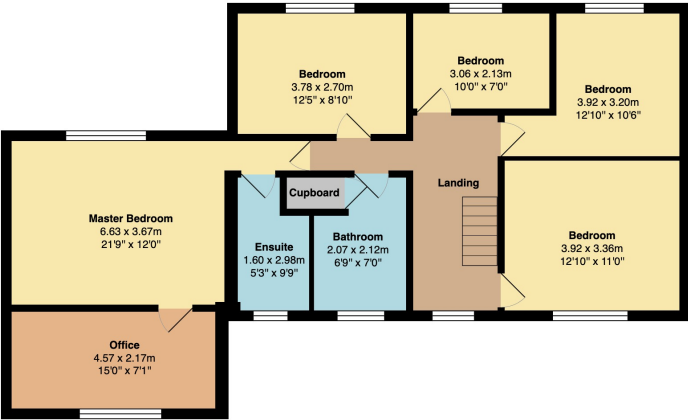 Bedroom
3.78 x 2.70m
12'5" x 8'10"
Bedroom
3.06 x 2.13m
10'0" x 7'0"
Bedroom
3.92 x 3.20m
12'10" x 10'6"
Master Bedroom
6.63 x 3.67m
21'9" x 12'0"
Cupboard
Landing
Ensuite
1.60 x 2.98m
5'3" x 9'9"
Bathroom
2.07 x 2.12m
6'9" x 7'0"
Bedroom
3.92 x 3.36m
12'10" x 11'0"
Office
4.57 x 2.17m
15'0" x 7'1"